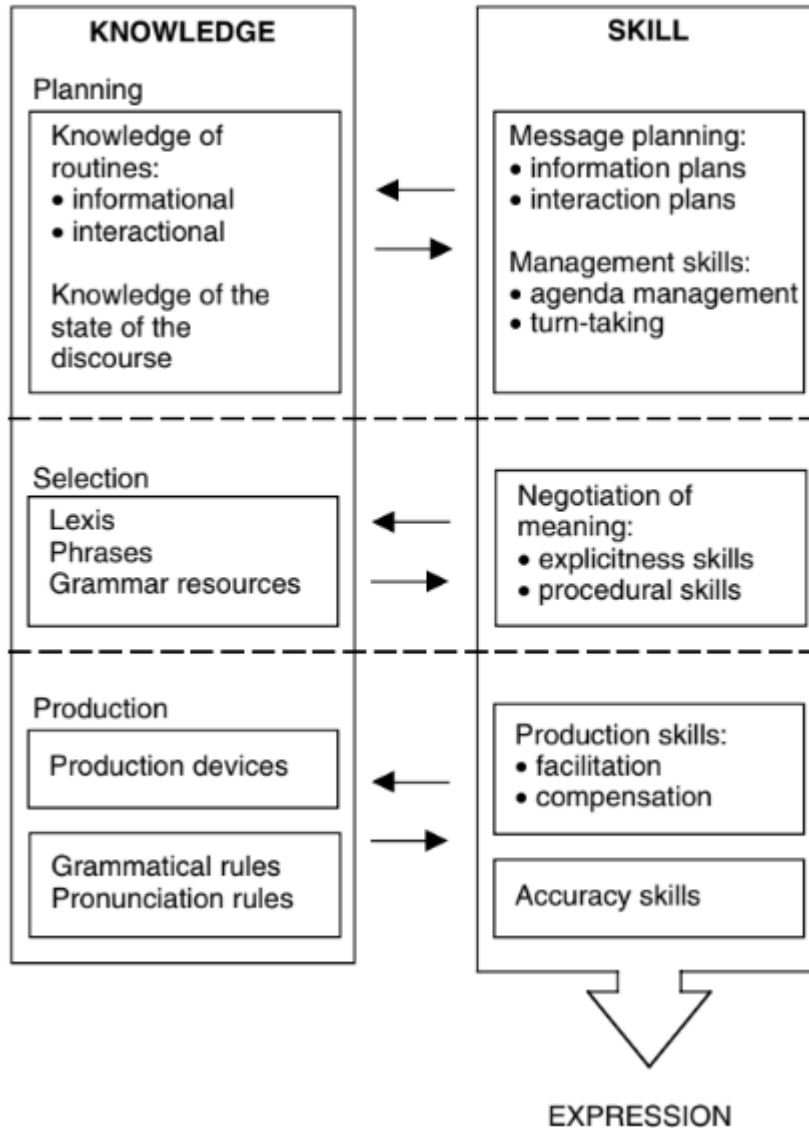 KNOWLEDGE
Planning
Knowledge of
routines:
• informational
• interactional
Knowledge of the
state of the
discourse
Selection
Lexis
Phrases
Grammar resources
Production
Production devices
Grammatical rules
Pronunciation rules
SKILL
Message planning:
• information plans
• interaction plans
Management skills:
• agenda management
• turn-taking
Negotiation of
meaning:
• explicitness skills
• procedural skills
Production skills:
• facilitation
• compensation
Accuracy skills
EXPRESSION